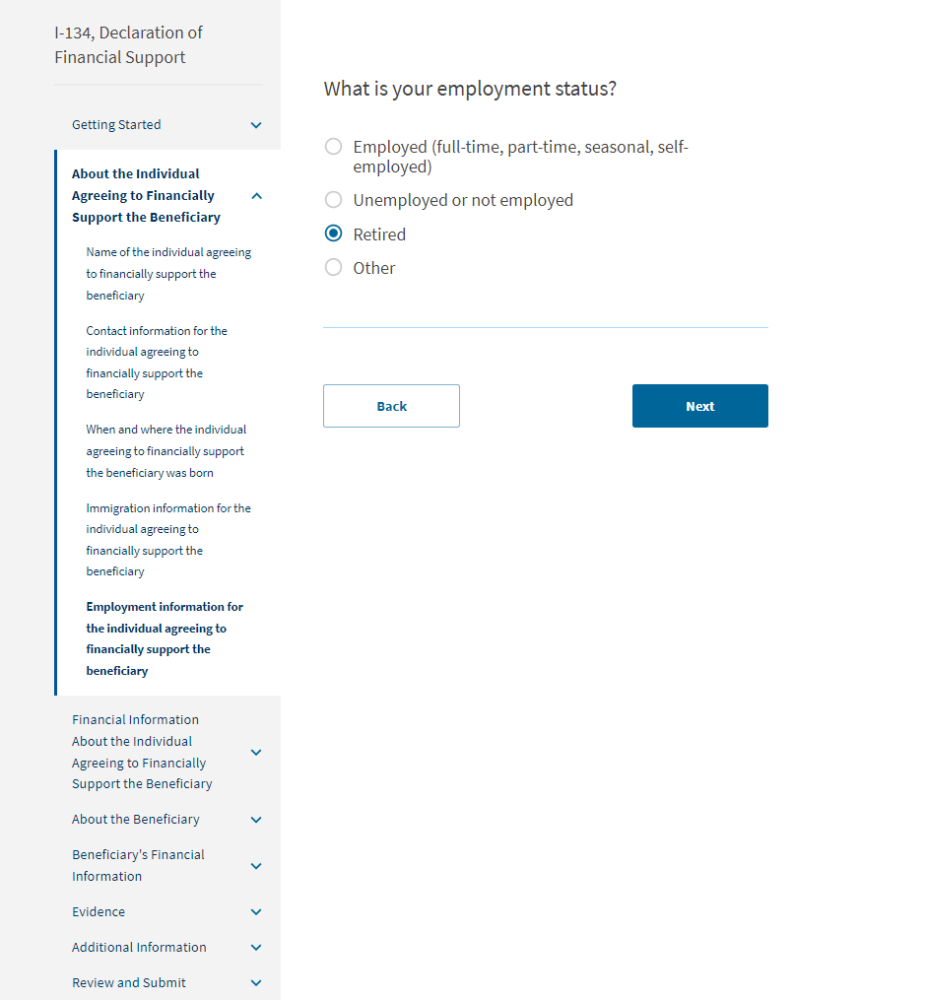 I-134, Declaration of
Financial Support
Getting Started
About the Individual
Agreeing to Financially
Support the Beneficiary
Name of the individual agreeing
to financially support the
beneficiary
Contact information for the
individual agreeing to
financially support the
beneficiary
When and where the individual
agreeing to financially support
the beneficiary was born
Immigration information for the
individual agreeing to
financially support the
beneficiary
Employment information for
the individual agreeing to
financially support the
beneficiary
Financial Information
About the Individual
Agreeing to Financially
Support the Beneficiary
About the Beneficiary
Beneficiary's Financial
Information
Evidence
Additional Information
Review and Submit
What is your employment status?
Employed (full-time, part-time, seasonal, self-
employed)
Unemployed or not employed
Retired
Other
Back
Next